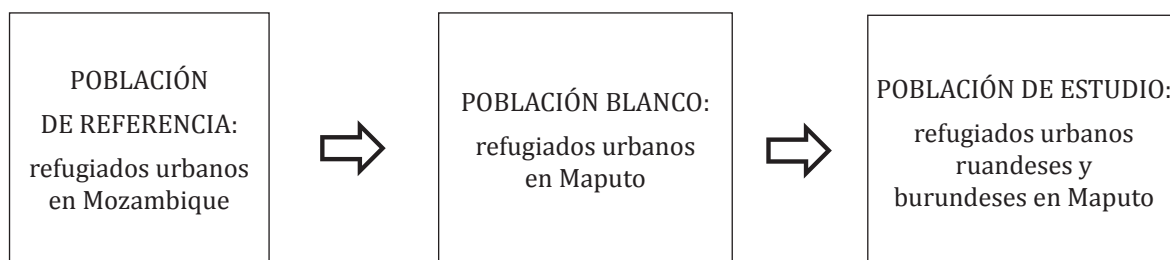 POBLACIÓN
DE REFERENCIA:
refugiados urbanos
en Mozambique
POBLACIÓN BLANCO:
refugiados urbanos
en Maputo
POBLACIÓN DE ESTUDIO:
refugiados urbanos
ruandeses y
burundeses en Maputo